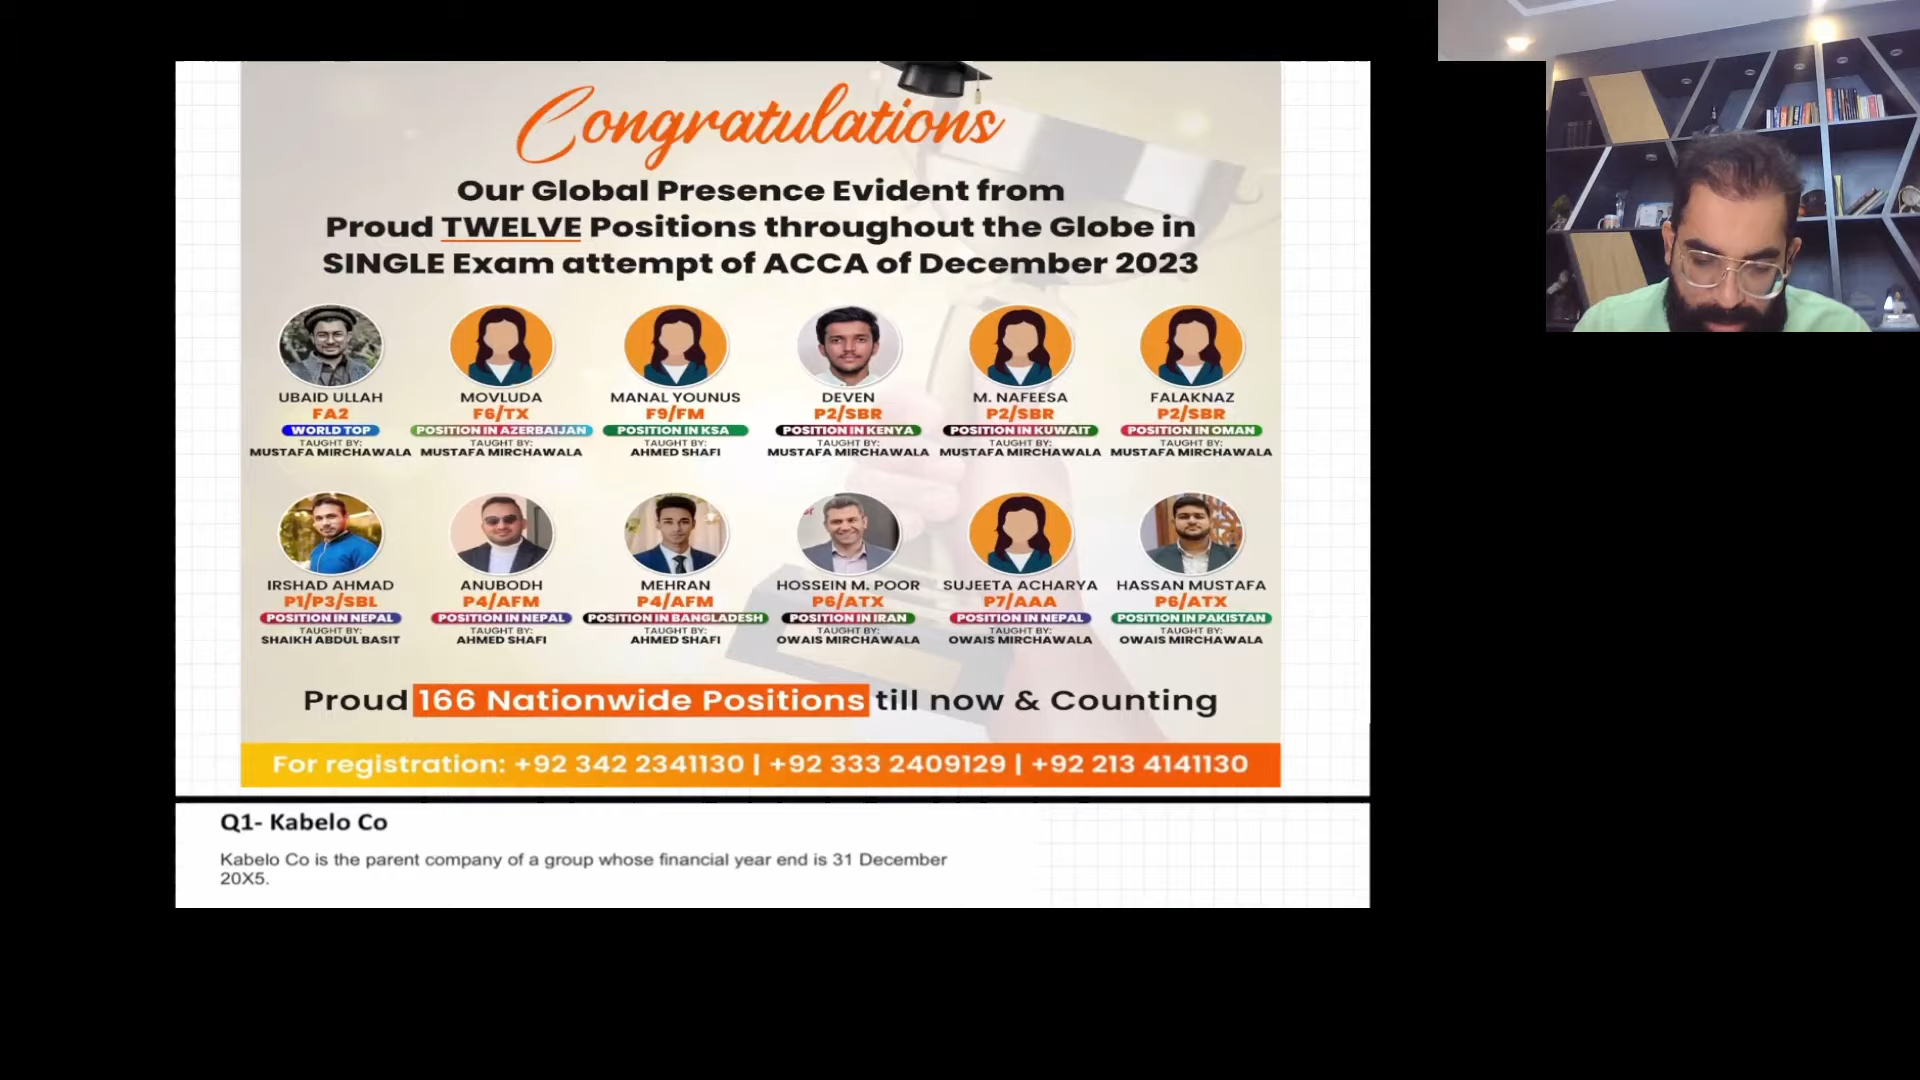 Congratulations
Our Global Presence Evident from
Proud TWELVE Positions throughout the Globe in
SINGLE Exam attempt of ACCA of December 2023
UBAID ULLAH
FA2
WORLD TOP
TAUGHT BY:
MUSTAFA MIRCHAWALA
MOVLUDA
F6/TX
POSITION IN AZERBAIJAN
TAUGHT BY:
MUSTAFA MIRCHAWALA
MANAL YOUNUS
F9/FM
POSITION IN KSA
TAUGHT BY:
AHMED SHAFI
DEVEN
P2/SBR
POSITION IN KENYA
TAUGHT BY:
MUSTAFA MIRCHAWALA
M. NAFEESA
P2/SBR
POSITION IN KUWAIT
TAUGHT BY:
MUSTAFA MIRCHAWALA
FALAKNAZ
P2/SBR
POSITION IN OMAN
TAUGHT BY:
MUSTAFA MIRCHAWALA
IRSHAD AHMAD
P1/P3/SBL
POSITION IN NEPAL
TAUGHT BY:
SHAIKH ABDUL BASIT
ANUBODH
P4/AFM
POSITION IN NEPAL
TAUGHT BY:
AHMED SHAFI
MEHRAN
P4/AFM
POSITION IN BANGLADESH
TAUGHT BY:
AHMED SHAFI
HOSSEIN M. POOR
P6/ATX
POSITION IN IRAN
TAUGHT BY:
OWAIS MIRCHAWALA
SUJEETA ACHARYA
P7/AAA
POSITION IN NEPAL
TAUGHT BY:
OWAIS MIRCHAWALA
HASSAN MUSTAFA
P6/ATX
POSITION IN PAKISTAN
TAUGHT BY:
OWAIS MIRCHAWALA
Proud 166 Nationwide Positions till now & Counting
For registration: +92 342 2341130 | +92 333 2409129 | +92 213 4141130
Q1- Kabelo Co
Kabelo Co is the parent company of a group whose financial year end is 31 December
20X5.